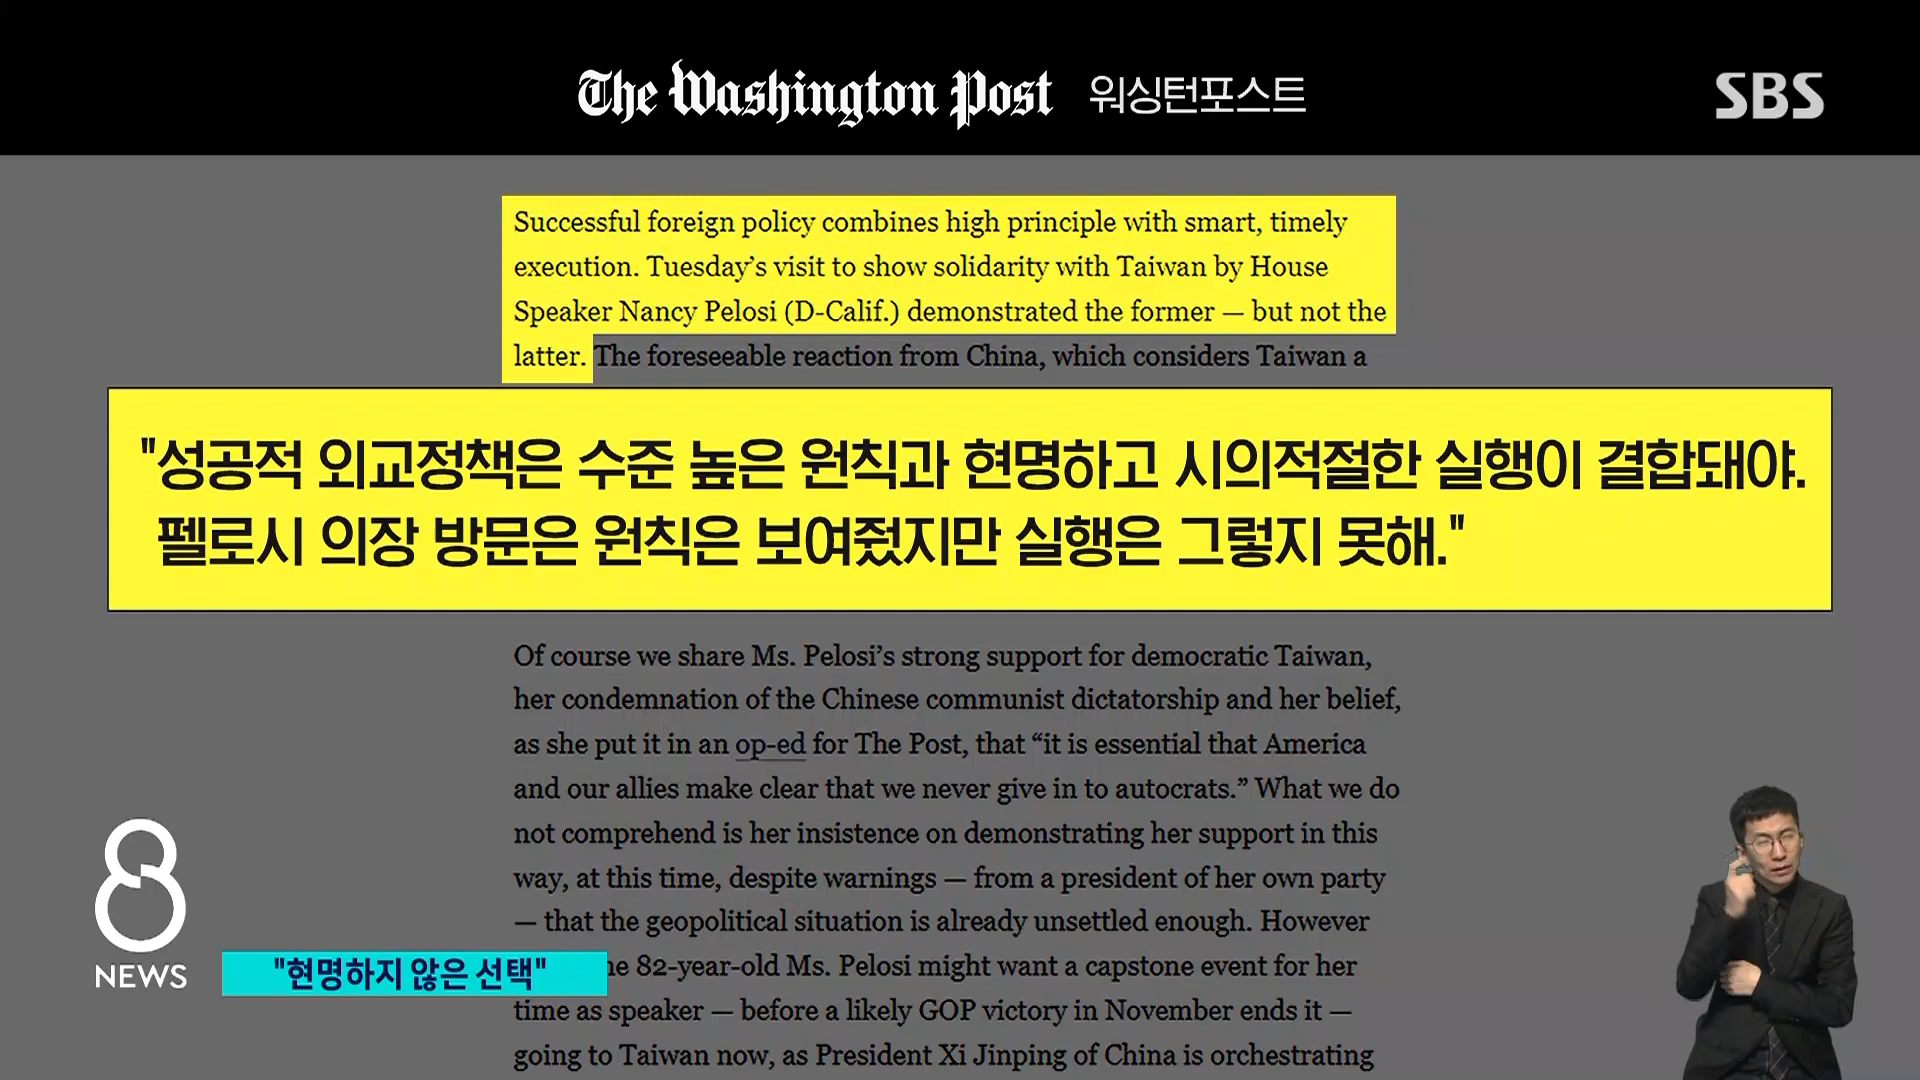 The Washington Post 워싱턴포스트
SBS
Successful foreign policy combines high principle with smart, timely
execution. Tuesday’s visit to show solidarity with Taiwan by House
Speaker Nancy Pelosi (D-Calif.) demonstrated the former — but not the
latter. The foreseeable reaction from China, which considers Taiwan a
"성공적 외교정책은 수준 높은 원칙과 현명하고 시의적절한 실행이 결합돼야.
펠로시 의장 방문은 원칙은 보여줬지만 실행은 그렇지 못해."
Of course we share Ms. Pelosi’s strong support for democratic Taiwan,
her condemnation of the Chinese communist dictatorship and her belief,
as she put it in an op-ed for The Post, that “it is essential that America
and our allies make clear that we never give in to autocrats.” What we do
not comprehend is her insistence on demonstrating her support in this
way, at this time, despite warnings — from a president of her own party
— that the geopolitical situation is already unsettled enough. However
82-year-old Ms. Pelosi might want a capstone event for her
time as speaker — before a likely GOP victory in November ends it —
going to Taiwan now, as President Xi Jinping of China is orchestrating
8
NEWS
"현명하지 않은 선택"